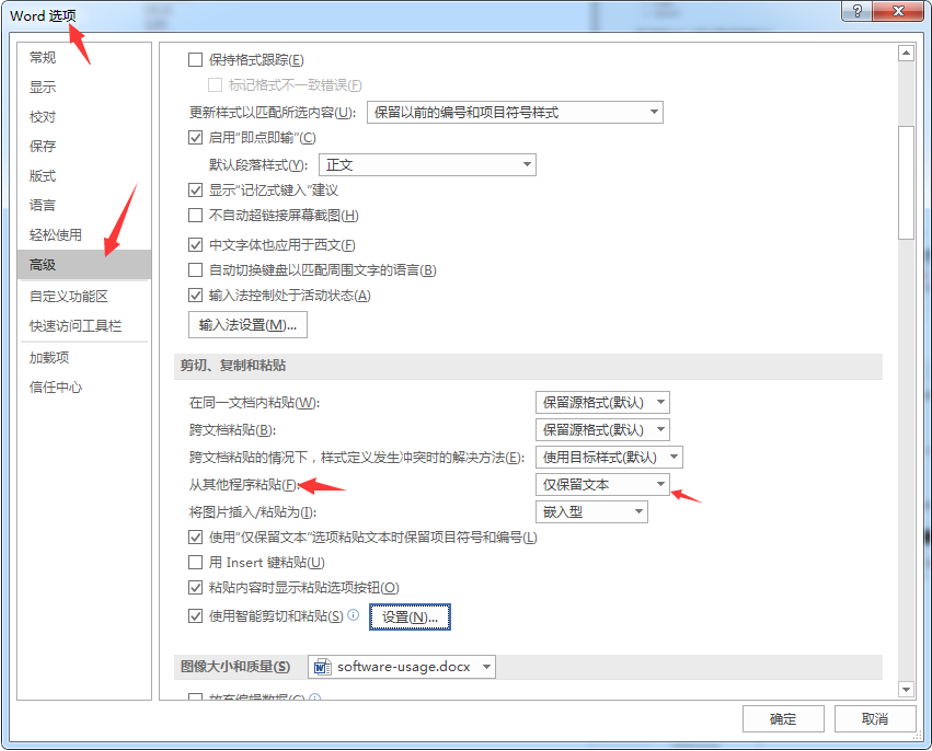 Word 选项
常规
显示
校对
保存
版式
语言
轻松使用
高级
自定义功能区
快速访问工具栏
加载项
信任中心
保持格式跟踪(E)
标记格式不一致错误(F)
更新样式以匹配所选内容(U): 保留以前的编号和项目符号样式
启用“即点即输”(C)
默认段落样式(Y): 正文
显示“记忆式键入”建议
不自动超链接屏幕截图(H)
中文字体也应用于西文(F)
自动切换键盘以匹配周围文字的语言(B)
输入法控制处于活动状态(A)
输入法设置(M)...
剪切、复制和粘贴
在同一文档内粘贴(W): 保留源格式(默认)
跨文档粘贴(B): 保留源格式(默认)
跨文档粘贴的情况下，样式定义发生冲突时的解决方法(E): 使用目标样式(默认)
从其他程序粘贴(F): 仅保留文本
将图片插入/粘贴为(I): 嵌入型
使用“仅保留文本”选项粘贴文本时保留项目符号和编号(L)
用 Insert 键粘贴(U)
粘贴内容时显示粘贴选项按钮(O)
使用智能剪切和粘贴(S) 设置(N)...
图像大小和质量(S) software-usage.docx
放弃编辑数据(C)
确定 取消